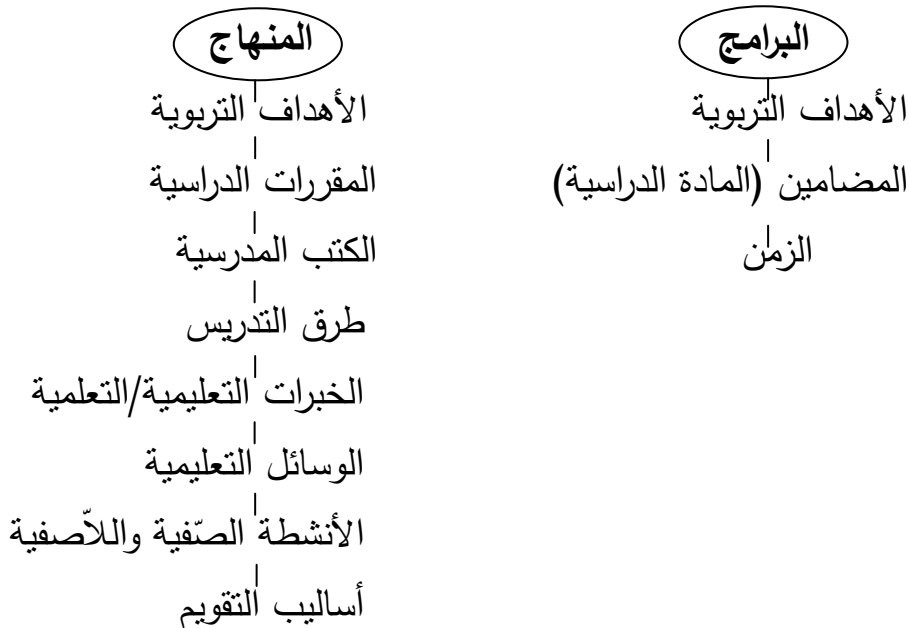 البرامج
الأهداف التربوية
المضامين (المادة الدراسية)
الزمن
المنهاج
الأهداف التربوية
المقررات الدراسية
الكتب المدرسية
طرق التدريس
الخبرات التعليمية/التعلمية
الوسائل التعليمية
الأنشطة الصّفية واللاّصفية
أساليب التقويم